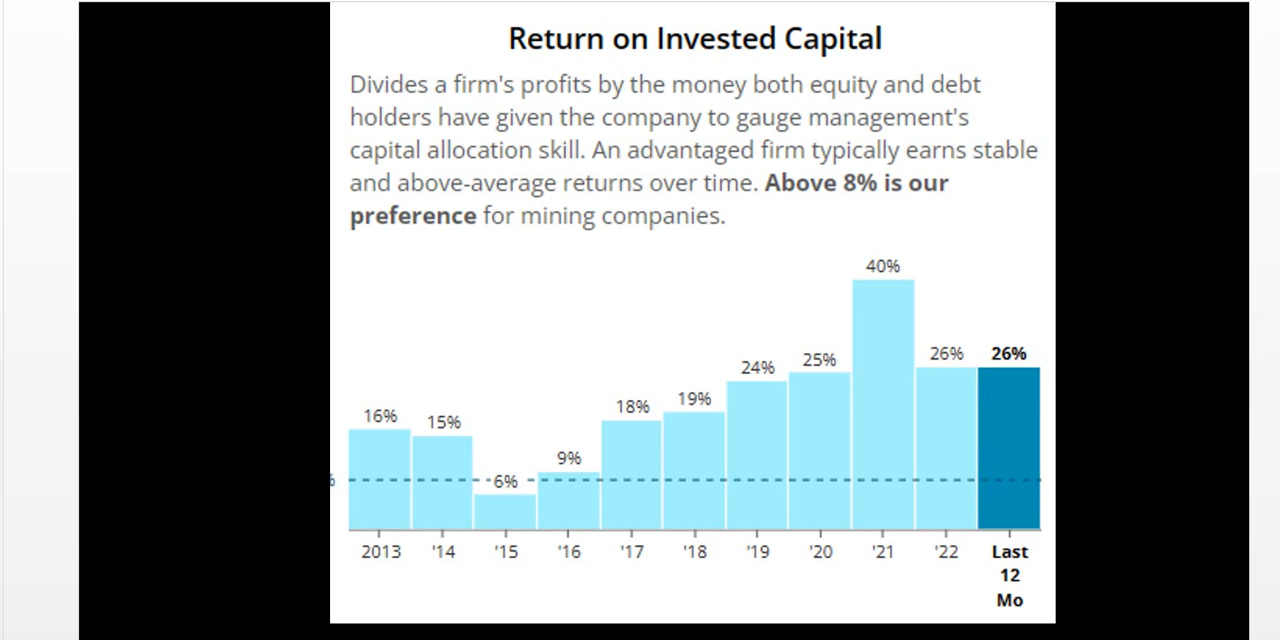 Return on Invested Capital
Divides a firm's profits by the money both equity and debt
holders have given the company to gauge management's
capital allocation skill. An advantaged firm typically earns stable
and above-average returns over time. Above 8% is our
preference for mining companies.
40%
26% 26%
24% 25%
18% 19%
16% 15%
9%
6%
%
2013 '14 '15 '16 '17 '18 '19 '20 '21 '22 Last
12
Mo